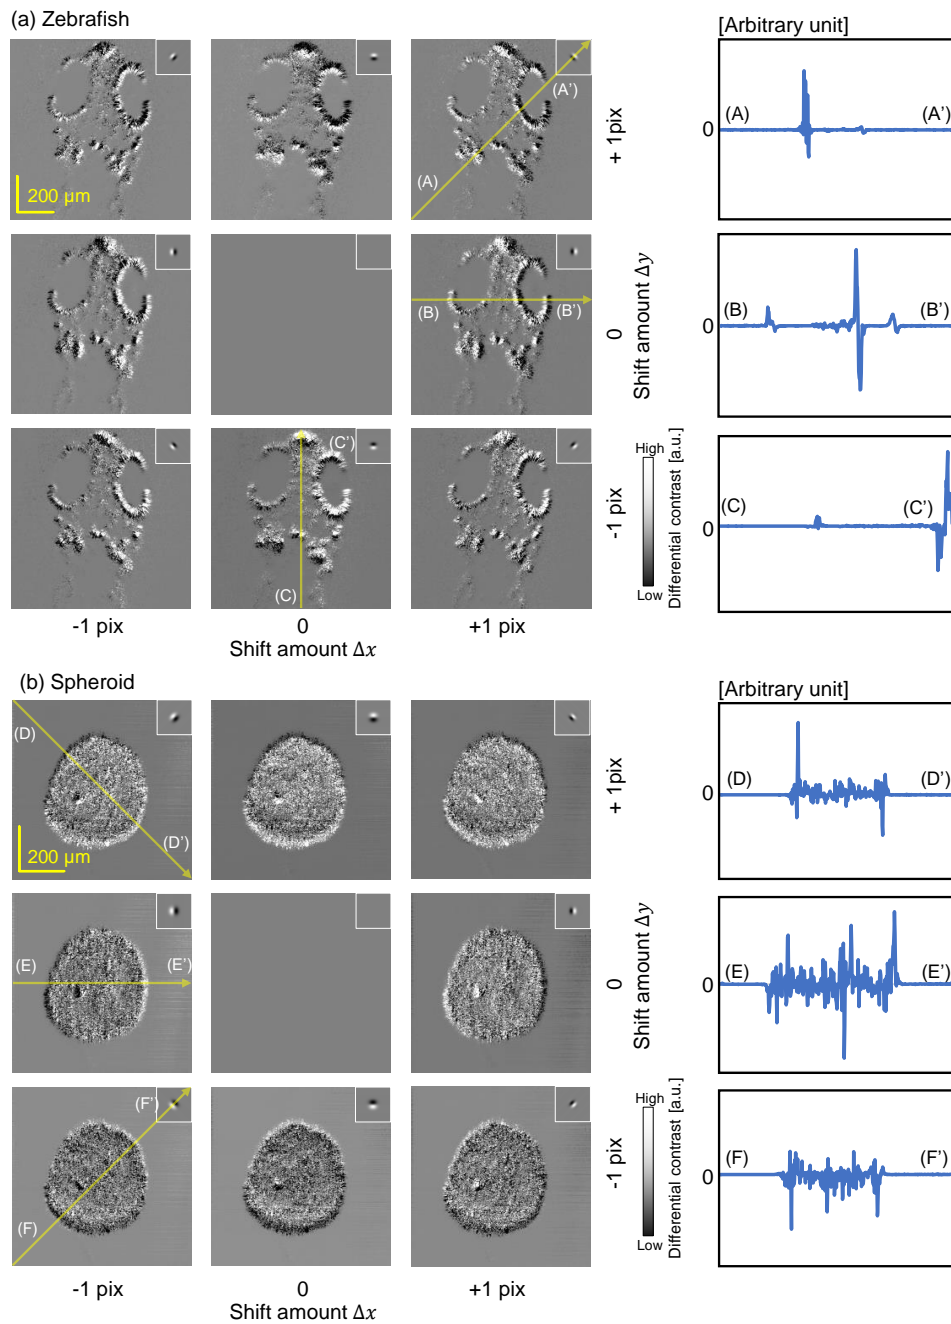 (a) Zebrafish
[Arbitrary unit]
(A’)
(A)
200 μm
+ 1pix
0
(A)
(A’)
(B)
(B’)
0
Shift amount Δy
0
(B)
(B’)
(C’)
(C)
-1 pix
High
Low
Differential contrast [a.u.]
0
(C)
(C’)
-1 pix
0
+1 pix
Shift amount Δx
(b) Spheroid
[Arbitrary unit]
(D)
(D’)
200 μm
+ 1pix
0
(D)
(D’)
(E)
(E’)
0
Shift amount Δy
0
(E)
(E’)
(F’)
(F)
-1 pix
High
Low
Differential contrast [a.u.]
0
(F)
(F’)
-1 pix
0
+1 pix
Shift amount Δx